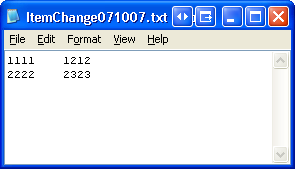 ItemChange071007.txt
File Edit Format View Help
1111 1212
2222 2323